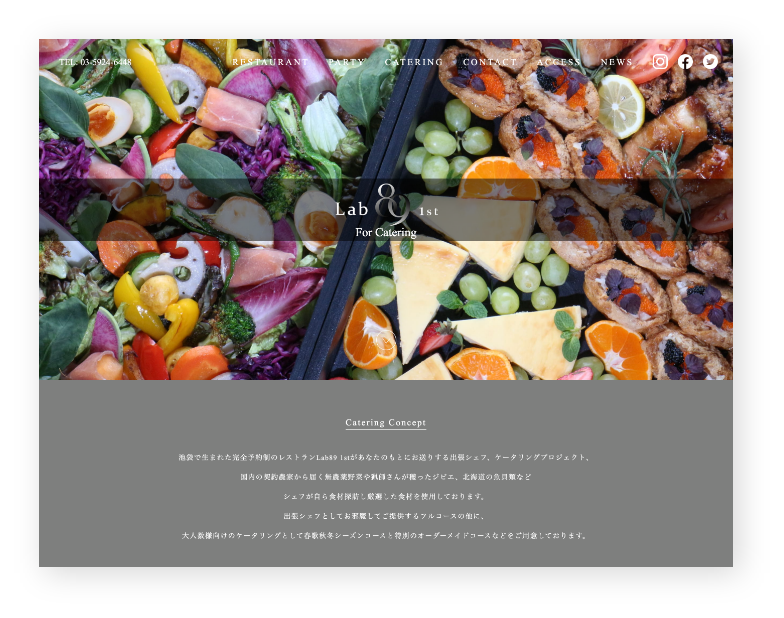 TEL: 03-5924-6448 RESTAURANT PARTY CATERING CONTACT ACCESS NEWS
Lab 89 1st
For Catering
Catering Concept
池袋で生まれた完全予約制のレストランLab89 1stがあなたのもとにお送りする出張シェフ、ケータリングプロジェクト。
国内の契約農家から届く無農薬野菜や猟師さんが獲ったジビエ、北海道の魚貝類など
シェフが自ら食材探訪し厳選した食材を使用しております。
出張シェフとしてお邪魔してご提供するフルコースの他に、
大人数様向けのケータリングとして春歌秋冬シーズンコースと特別のオーダーメイドコースなどをご用意しております。